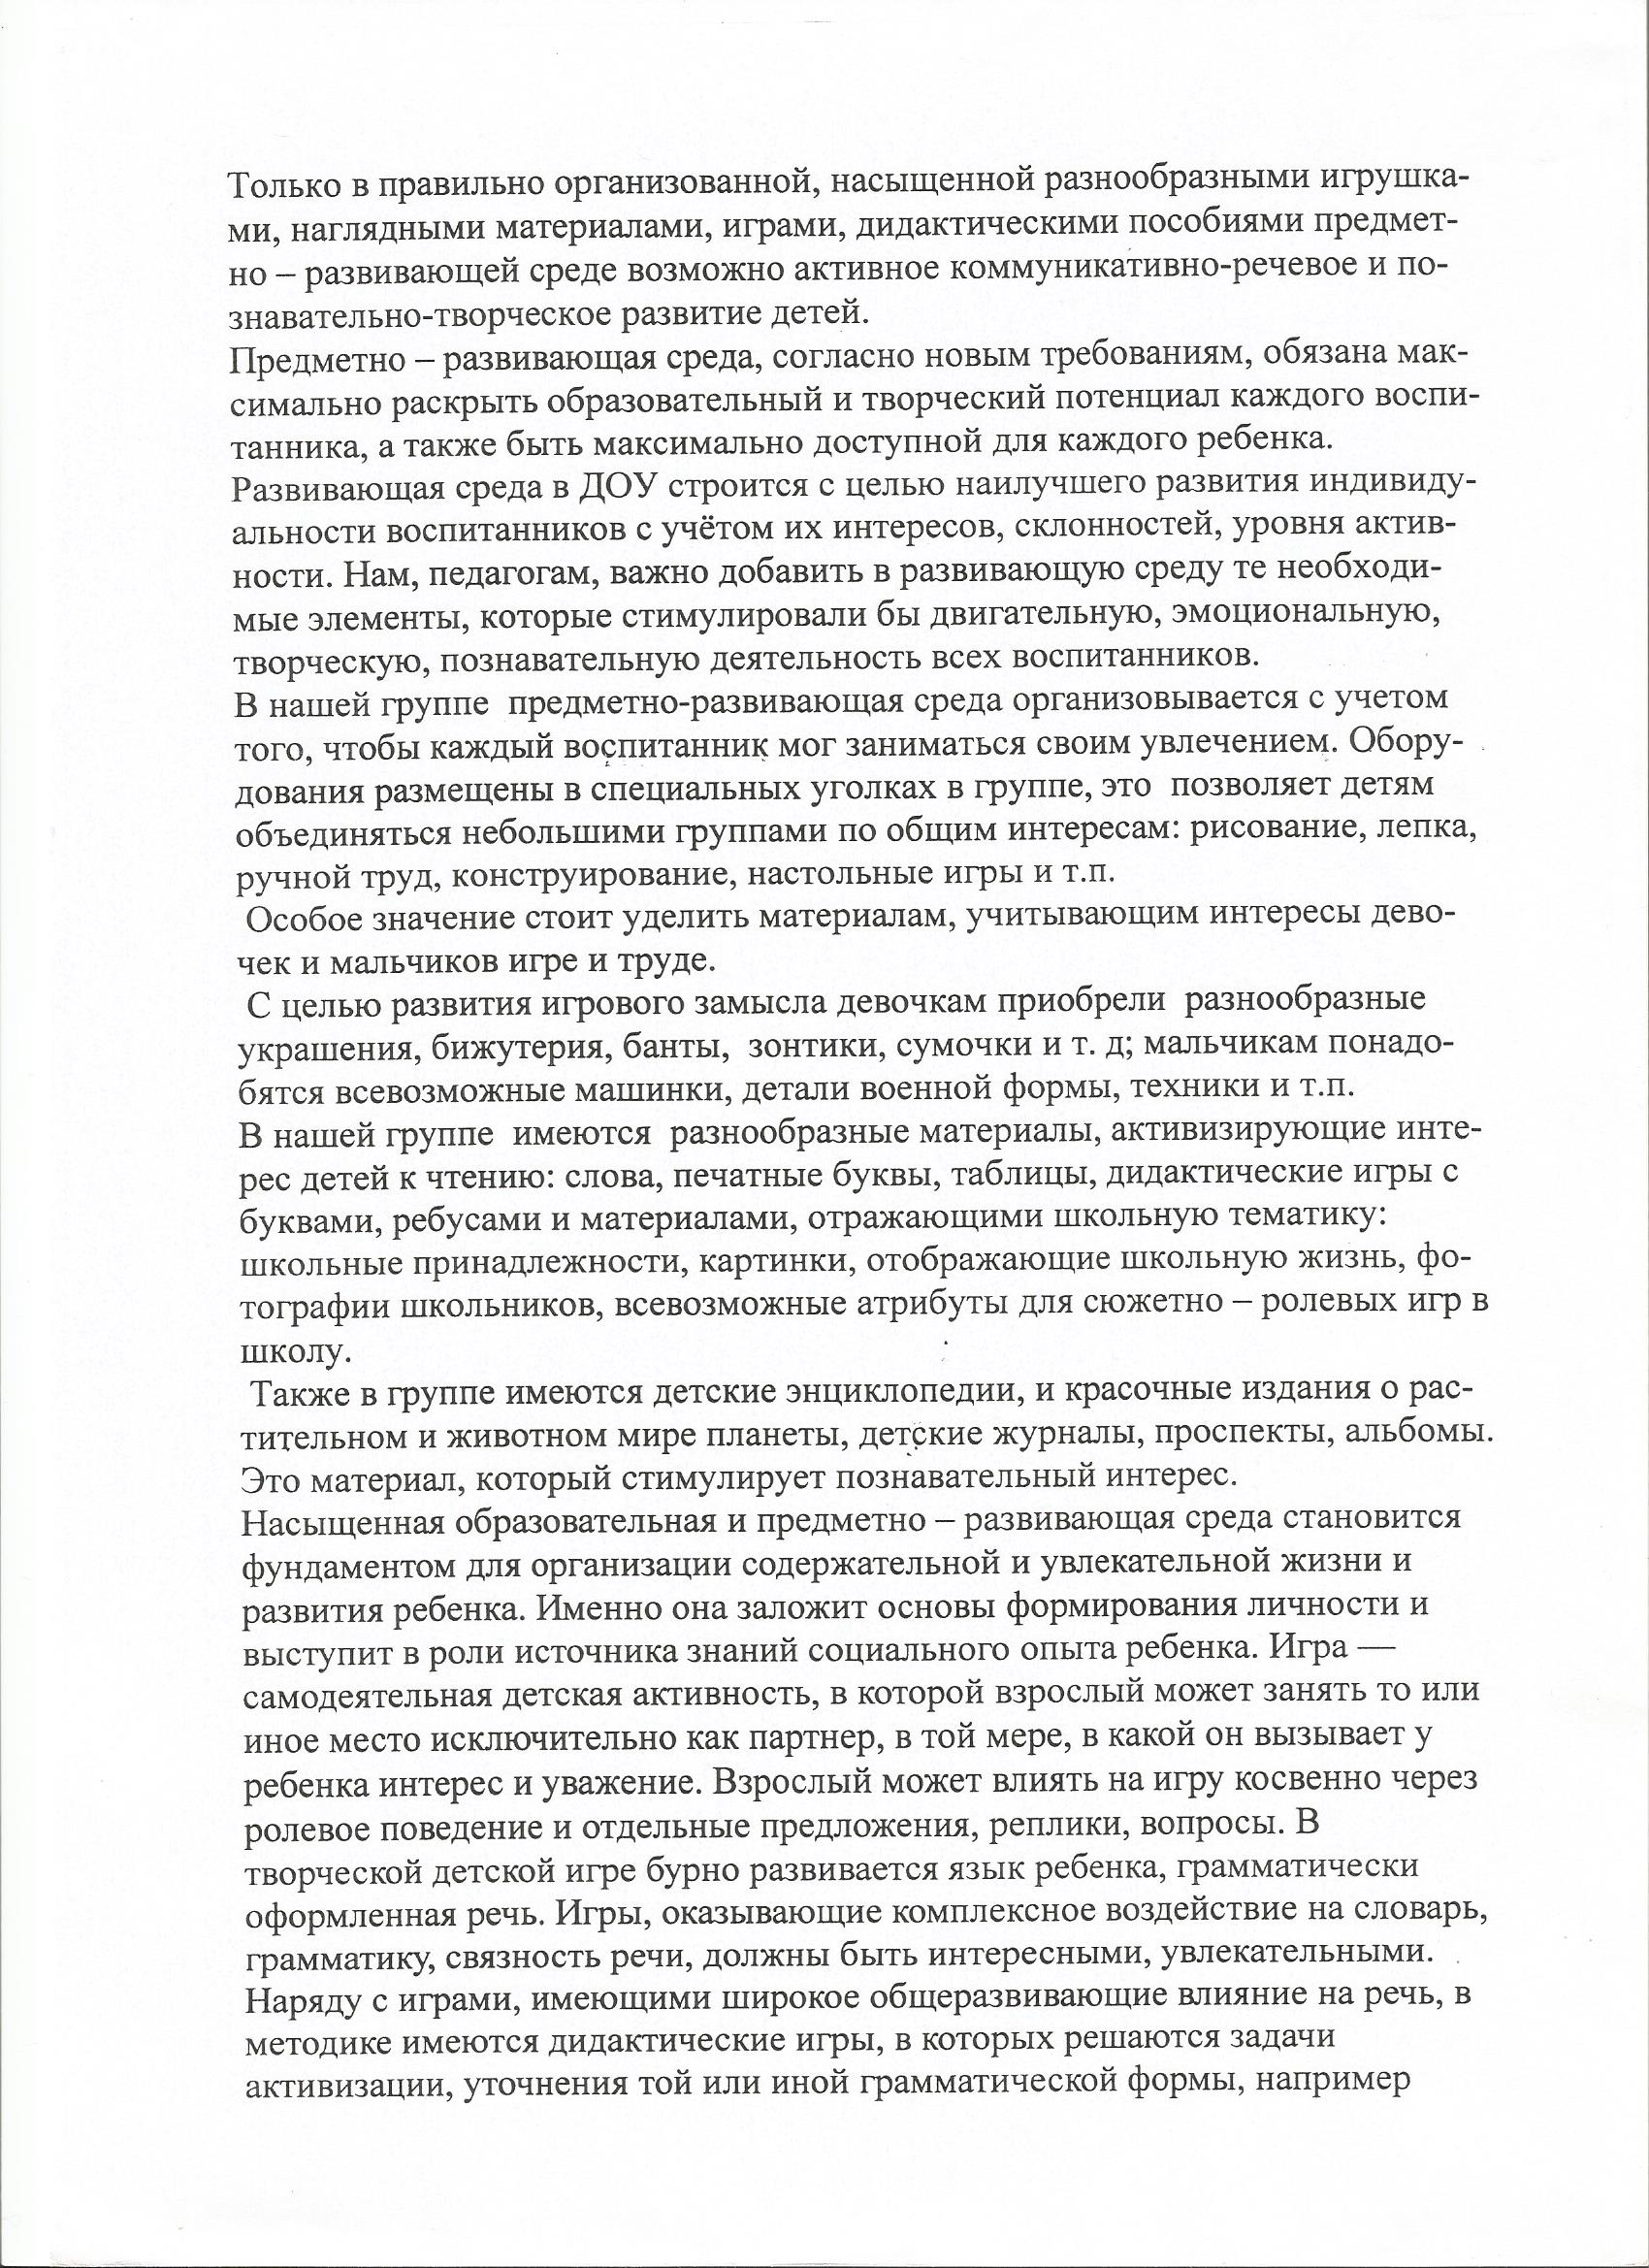 Только в правильно организованной, насыщенной разнообразными игрушка-
ми, наглядными материалами, играми, дидактическими пособиями предмет-
но – развивающей среде возможно активное коммуникативно-речевое и по-
знавательно-творческое развитие детей.
Предметно – развивающая среда, согласно новым требованиям, обязана мак-
симально раскрыть образовательный и творческий потенциал каждого воспи-
танника, а также быть максимально доступной для каждого ребенка.
Развивающая среда в ДОУ строится с целью наилучшего развития индивиду-
альности воспитанников с учётом их интересов, склонностей, уровня актив-
ности. Нам, педагогам, важно добавить в развивающую среду те необходи-
мые элементы, которые стимулировали бы двигательную, эмоциональную,
творческую, познавательную деятельность всех воспитанников.
В нашей группе  предметно-развивающая среда организовывается с учетом
того, чтобы каждый воспитанник мог заниматься своим увлечением. Обору-
дования размещены в специальных уголках в группе, это  позволяет детям
объединяться небольшими группами по общим интересам: рисование, лепка,
ручной труд, конструирование, настольные игры и т.п.
Особое значение стоит уделить материалам, учитывающим интересы дево-
чек и мальчиков игре и труде.
С целью развития игрового замысла девочкам приобрели  разнообразные
украшения, бижутерия, банты,  зонтики, сумочки и т. д; мальчикам понадо-
бятся всевозможные машинки, детали военной формы, техники и т.п.
В нашей группе  имеются  разнообразные материалы, активизирующие инте-
рес детей к чтению: слова, печатные буквы, таблицы, дидактические игры с
буквами, ребусами и материалами, отражающими школьную тематику:
школьные принадлежности, картинки, отображающие школьную жизнь, фо-
тографии школьников, всевозможные атрибуты для сюжетно – ролевых игр в
школу.
Также в группе имеются детские энциклопедии, и красочные издания о рас-
тительном и животном мире планеты, детские журналы, проспекты, альбомы.
Это материал, который стимулирует познавательный интерес.
Насыщенная образовательная и предметно – развивающая среда становится
фундаментом для организации содержательной и увлекательной жизни и
развития ребенка. Именно она заложит основы формирования личности и
выступит в роли источника знаний социального опыта ребенка. Игра —
самодеятельная детская активность, в которой взрослый может занять то или
иное место исключительно как партнер, в той мере, в какой он вызывает у
ребенка интерес и уважение. Взрослый может влиять на игру косвенно через
ролевое поведение и отдельные предложения, реплики, вопросы. В
творческой детской игре бурно развивается язык ребенка, грамматически
оформленная речь. Игры, оказывающие комплексное воздействие на словарь,
грамматику, связность речи, должны быть интересными, увлекательными.
Наряду с играми, имеющими широкое общеразвивающие влияние на речь, в
методике имеются дидактические игры, в которых решаются задачи
активизации, уточнения той или иной грамматической формы, например